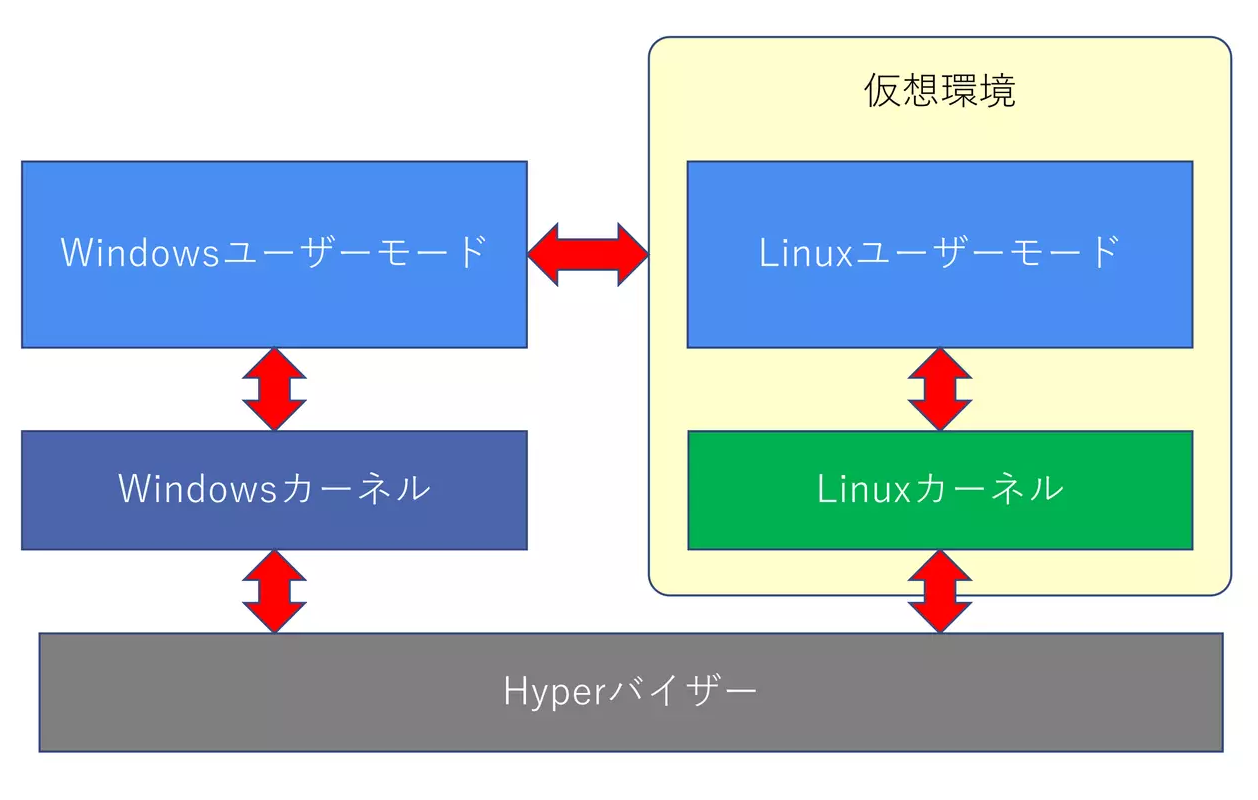 仮想環境
Windowsユーザーモード
Linuxユーザーモード
Windowsカーネル
Linuxカーネル
Hyperバイザー